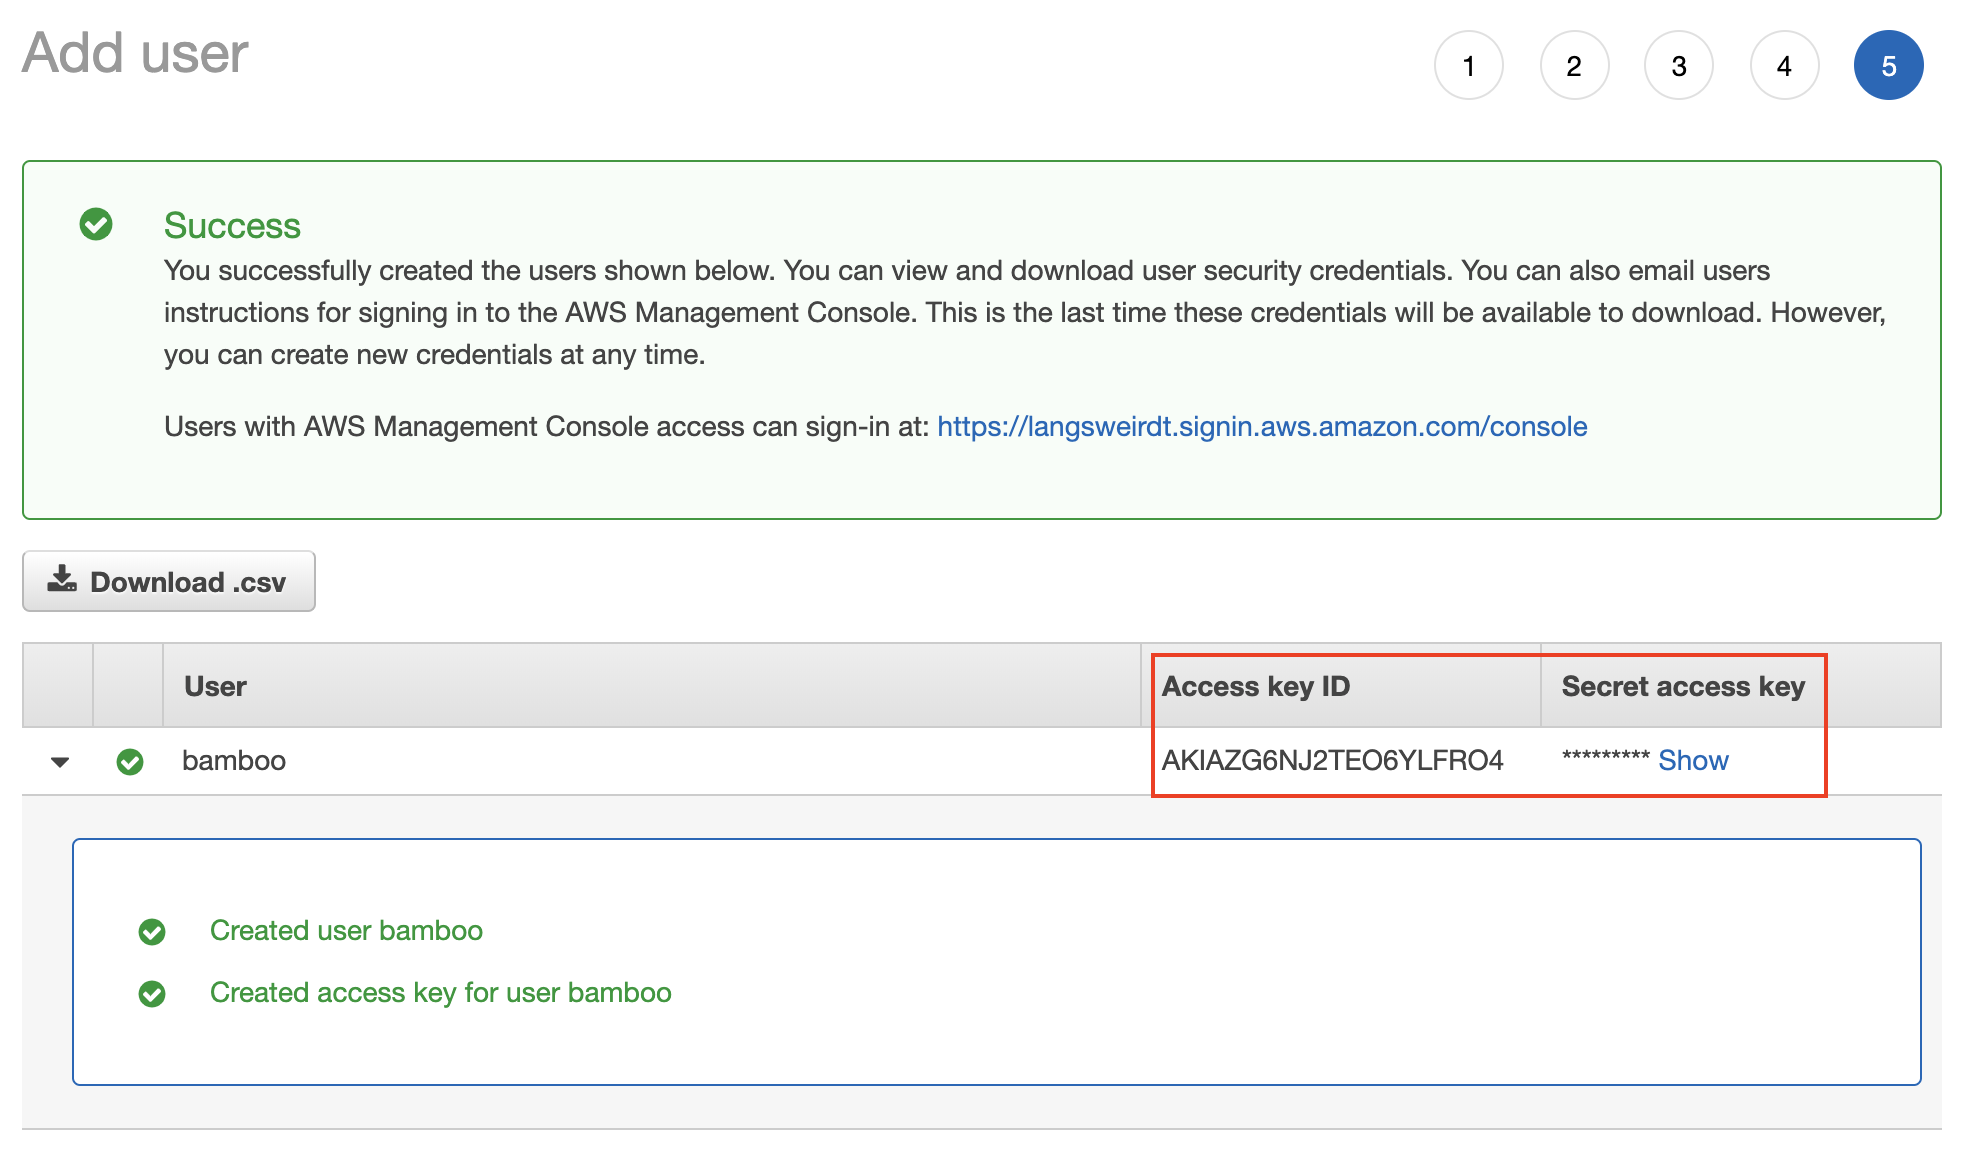 Add user
1 2 3 4 5
Success
You successfully created the users shown below. You can view and download user security credentials. You can also email users
instructions for signing in to the AWS Management Console. This is the last time these credentials will be available to download. However,
you can create new credentials at any time.
Users with AWS Management Console access can sign-in at: https://langsweirdt.signin.aws.amazon.com/console
Download .csv
User Access key ID Secret access key
bamboo AKIAZG6NJ2TEO6YLFRO4 ********* Show
Created user bamboo
Created access key for user bamboo